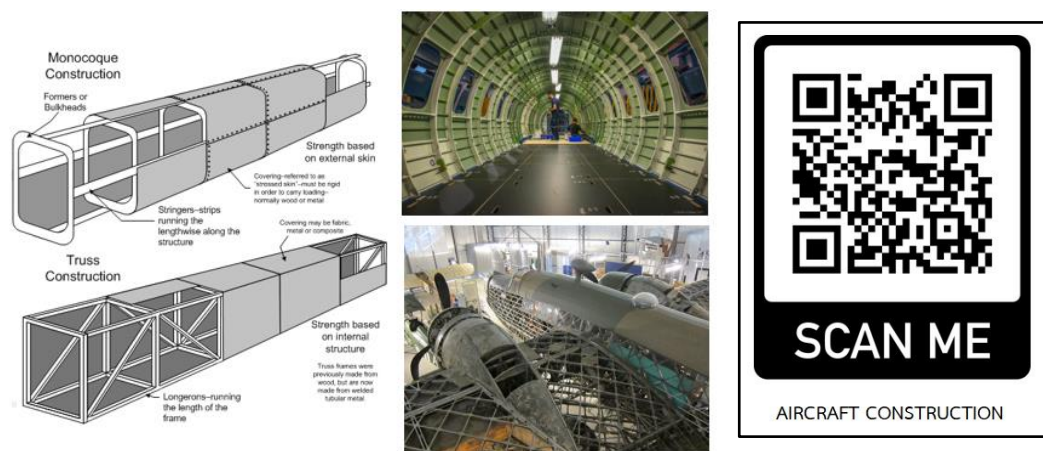 Monocoque
Construction
Formers or
Bulkheads
Strength based
on external skin
Covering–referred to as
"stressed skin"–must be rigid
in order to carry loading–
normally wood or metal
Stringers–strips
running the
lengthwise along the
structure
Covering may be fabric,
metal or composite
Truss
Construction
Strength based
on internal
structure
Truss frames were
previously made from
wood, but are now
made from welded
tubular metal
Longerons–running
the length of the
frame
SCAN ME
AIRCRAFT CONSTRUCTION